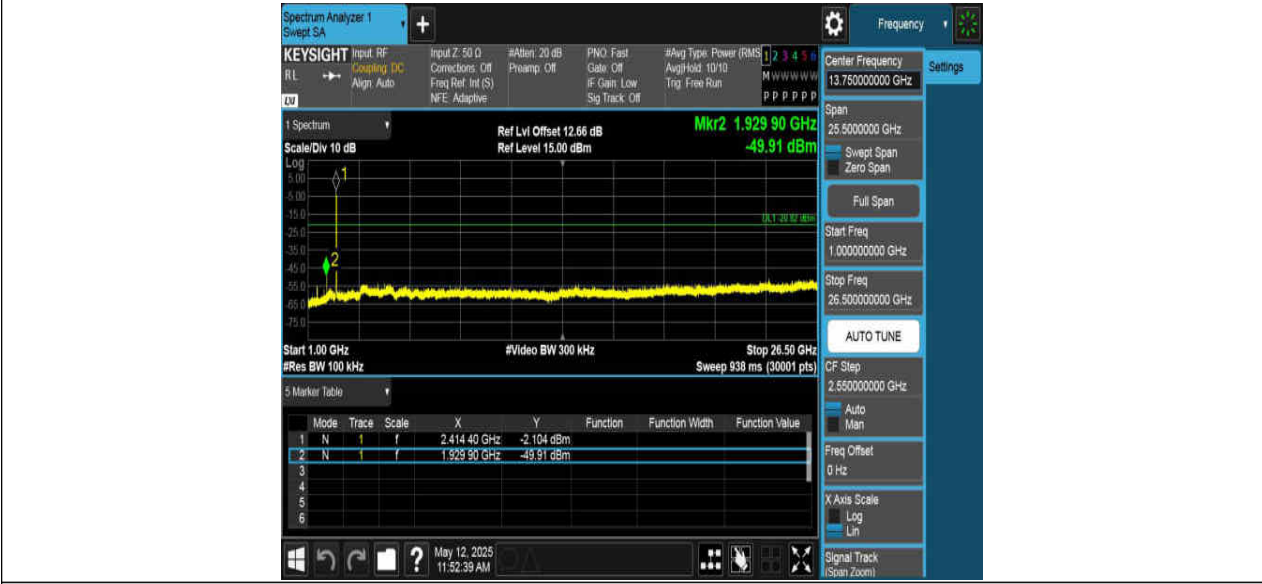 Spectrum Analyzer 1
Swept SA
+
Frequency
KEYSIGHT
RL
LXI
Input: RF
Coupling: DC
Align: Auto
Input Z: 50 Ω
Corrections: Off
Freq Ref: Int (S)
NFE: Adaptive
#Atten: 20 dB
Preamp: Off
PNO: Fast
Gate: Off
IF Gain: Low
Sig Track: Off
#Avg Type: Power (RMS
Avg|Hold: 10/10
Trig: Free Run
1 2 3 4 5 6
M W W W W W
P P P P P P
Center Frequency
13.750000000 GHz
Settings
Span
25.5000000 GHz
Swept Span
Zero Span
Full Span
Start Freq
1.000000000 GHz
Stop Freq
26.500000000 GHz
AUTO TUNE
CF Step
2.550000000 GHz
Auto
Man
Freq Offset
0 Hz
X Axis Scale
Log
Lin
Signal Track
(Span Zoom)
1 Spectrum
Scale/Div 10 dB
Ref Lvl Offset 12.66 dB
Ref Level 15.00 dBm
Mkr2 1.929 90 GHz
-49.91 dBm
Log
5.00
-5.00
-15.0
-25.0
-35.0
-45.0
-55.0
-65.0
-75.0
1
2
Start 1.00 GHz
#Res BW 100 kHz
#Video BW 300 kHz
Stop 26.50 GHz
Sweep 938 ms (30001 pts)
5 Marker Table
Mode Trace Scale X Y Function Function Width Function Value
1 N 1 f 2.414 40 GHz -2.104 dBm
2 N 1 f 1.929 90 GHz -49.91 dBm
3
4
5
6
?
May 12, 2025
11:52:39 AM